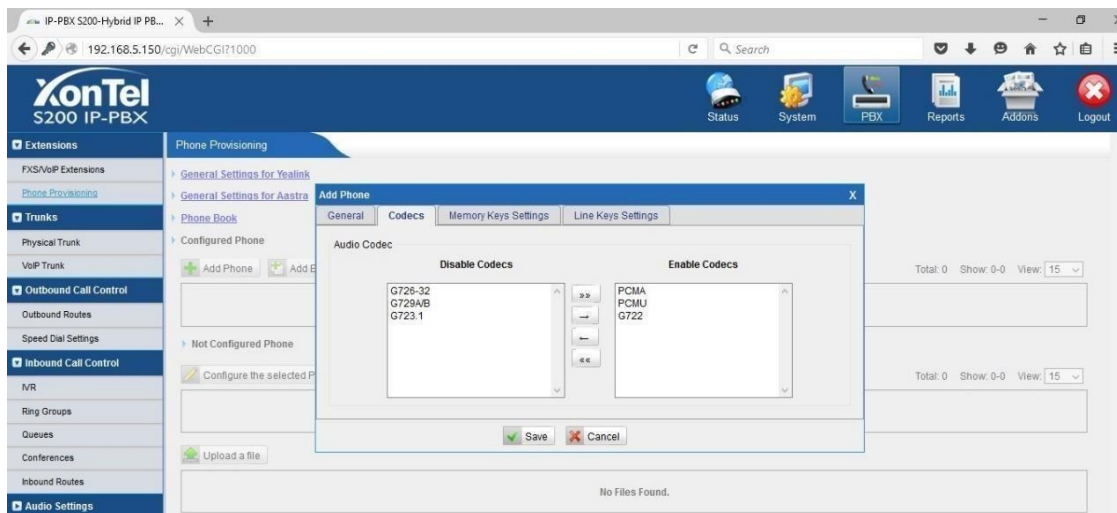 IP-PBX S200-Hybrid IP PB...
192.168.5.150/cgi/WebCGI?1000
Search
XonTel
S200 IP-PBX
Status System PBX Reports Addons Logout
Extensions
FXS/VoIP Extensions
Phone Provisioning
Trunks
Physical Trunk
VoIP Trunk
Outbound Call Control
Outbound Routes
Speed Dial Settings
Inbound Call Control
IVR
Ring Groups
Queues
Conferences
Inbound Routes
Audio Settings
Phone Provisioning
General Settings for Yealink
General Settings for Aastra
Phone Book
Configured Phone
Add Phone Add E
Total: 0 Show: 0-0 View: 15
Not Configured Phone
Configure the selected P
Total: 0 Show: 0-0 View: 15
Upload a file
No Files Found.
Add Phone X
General Codecs Memory Keys Settings Line Keys Settings
Audio Codec
Disable Codecs Enable Codecs
G726-32
G729A/B
G723.1
PCMA
PCMU
G722
Save Cancel